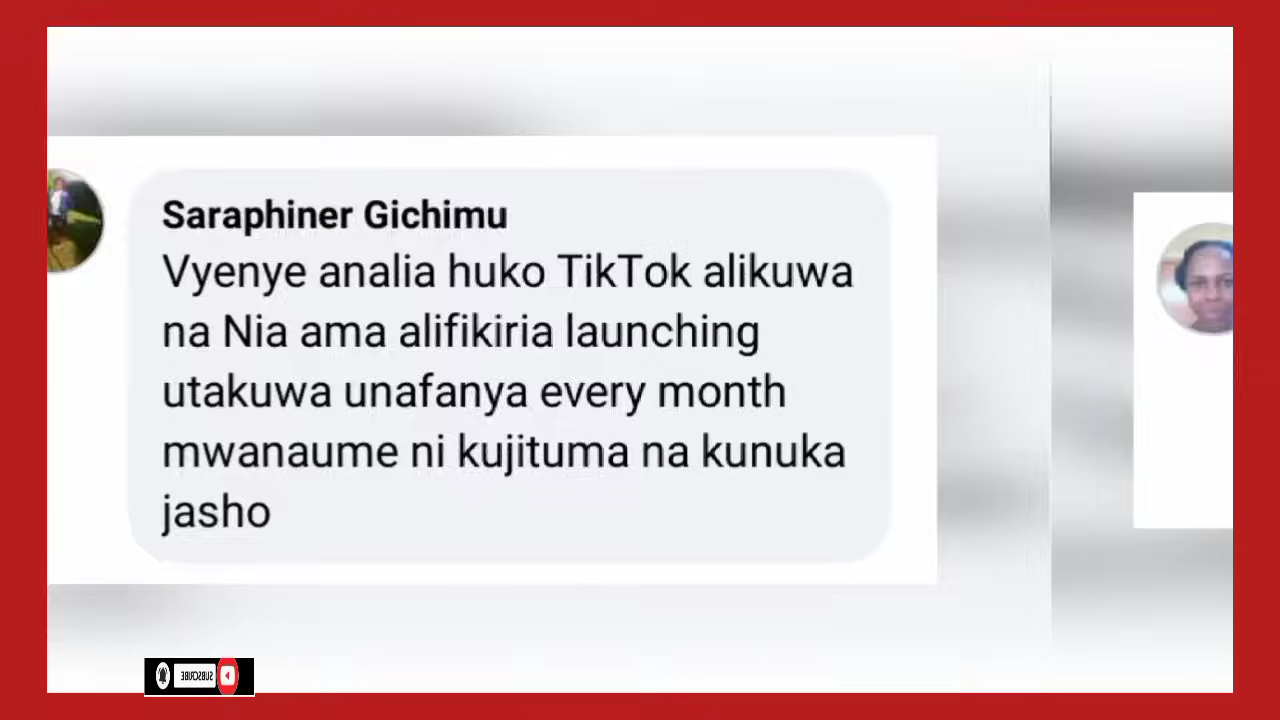 Saraphiner Gichimu
Vyenye analia huko TikTok alikuwa
na Nia ama alifikiria launching
utakuwa unafanya every month
mwanaume ni kujituma na kunuka
jasho
SUBSCRIBE